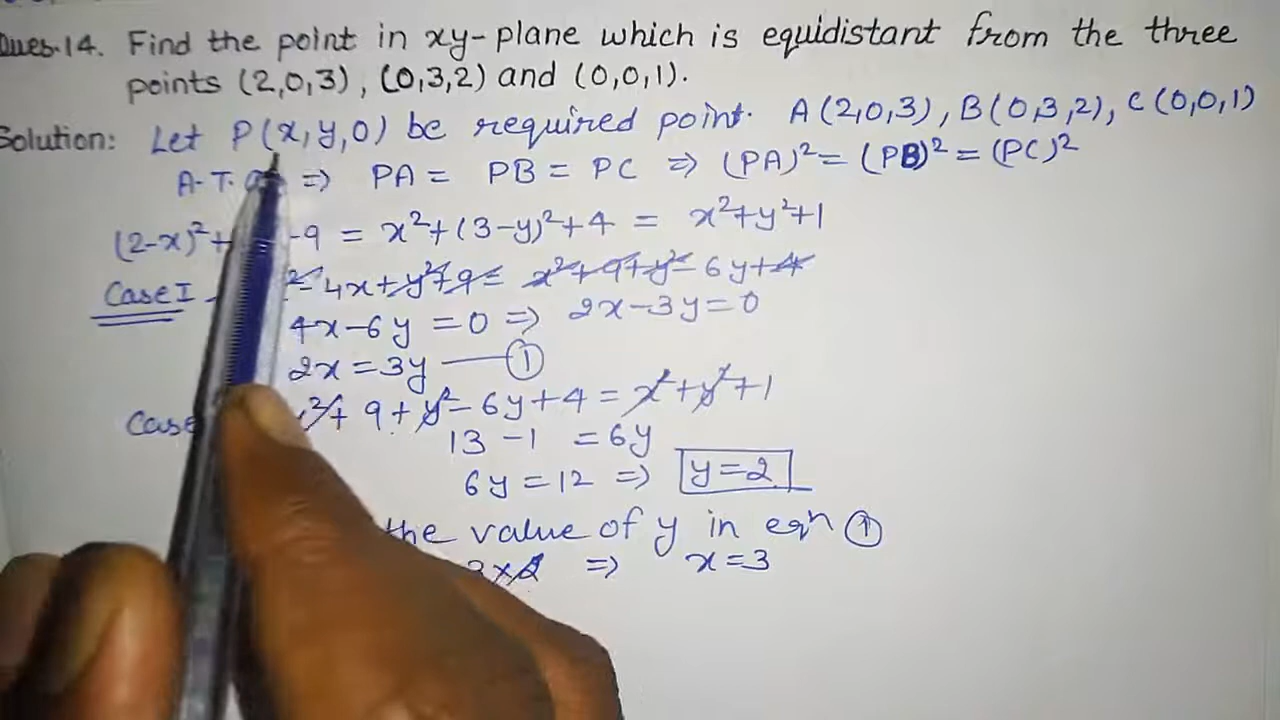 Ques.14. Find the point in xy-plane which is equidistant from the three
points (2,0,3), (0,3,2) and (0,0,1).
Solution: Let P(x,y,0) be required point. A(2,0,3), B(0,3,2), C(0,0,1)
A.T. ⇒ PA = PB = PC ⇒ (PA)² = (PB)² = (PC)²
(2-x)²+ 9 = x²+(3-y)²+4 = x²+y²+1
Case I - 4x+y²+9 = x²+9+y²-6y+4
4x-6y = 0 ⇒ 2x-3y=0
2x = 3y — ①
Case x²+ 9+y²-6y+4 = x²+y²+1
13 -1 = 6y
6y = 12 ⇒ y=2
the value of y in eqn ①
3×2 ⇒ x=3